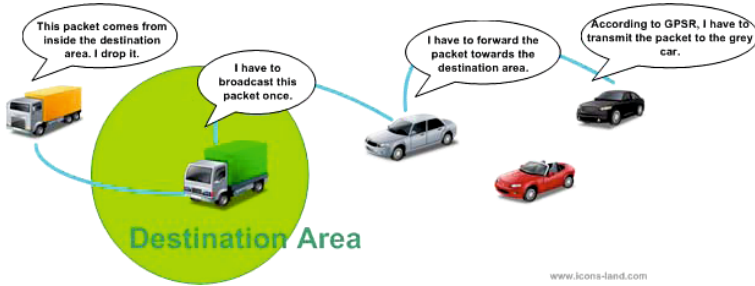 This packet comes from
inside the destination
area. I drop it.
I have to
broadcast this
packet once.
I have to forward the
packet towards the
destination area.
According to GPSR, I have to
transmit the packet to the grey
car.
Destination Area
www.icons-land.com